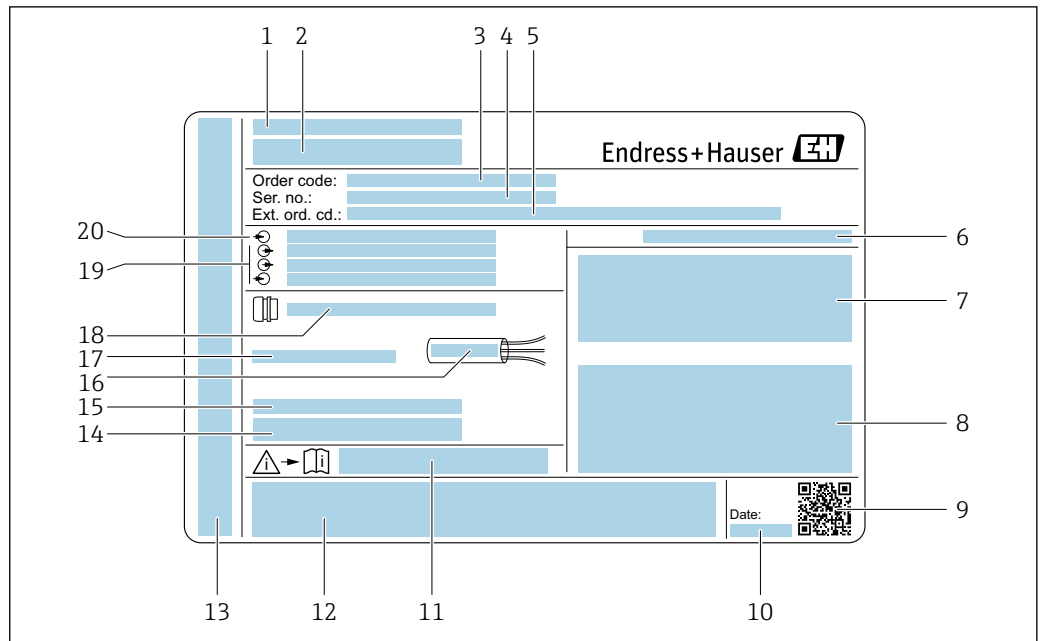 1 2 3 4 5
Endress+Hauser EH
Order code:
Ser. no.:
Ext. ord. cd.:
20
6
19
7
18
17
16
15
14
8
i i
Date:
9
13 12 11 10